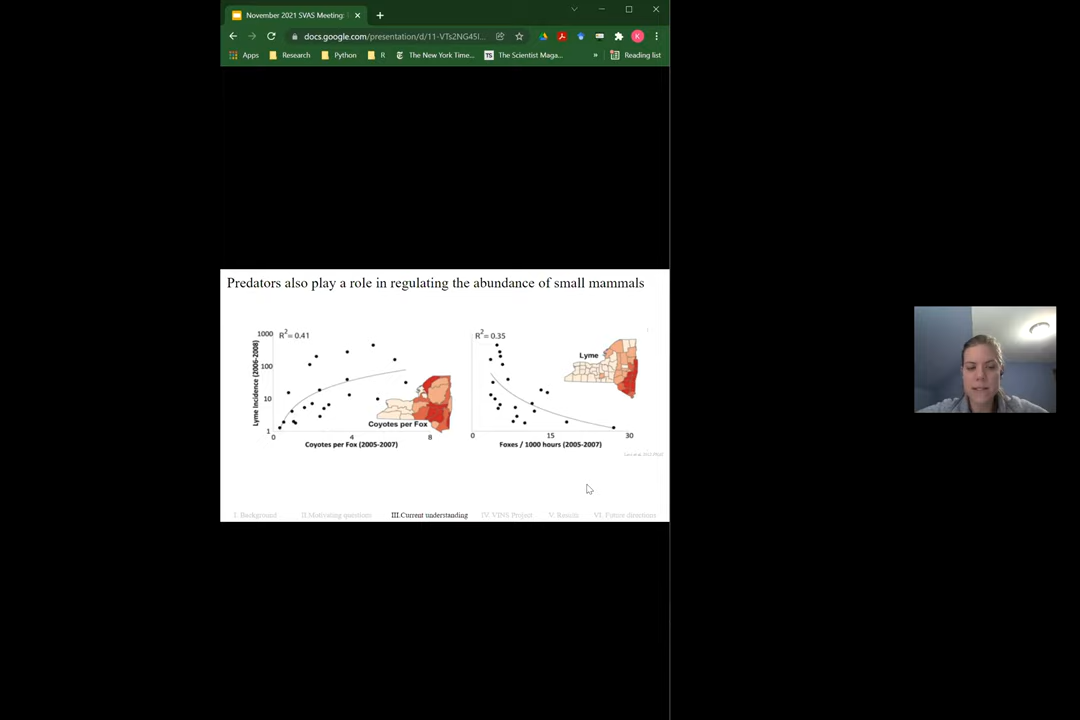 November 2021 SVAS Meeting:
docs.google.com/presentation/d/11-VTs2NG45I...
K
Apps Research Python R The New York Time... TS The Scientist Maga... » Reading list
Predators also play a role in regulating the abundance of small mammals
R²= 0.41
Lyme Incidence (2006-2008)
1000
100
10
1
0 4 8
Coyotes per Fox
Coyotes per Fox (2005-2007)
R²= 0.35
Lyme
0 15 30
Foxes / 1000 hours (2005-2007)
I. Background II.Motivating questions III.Current understanding IV. VINS Project V. Results VI. Future directions